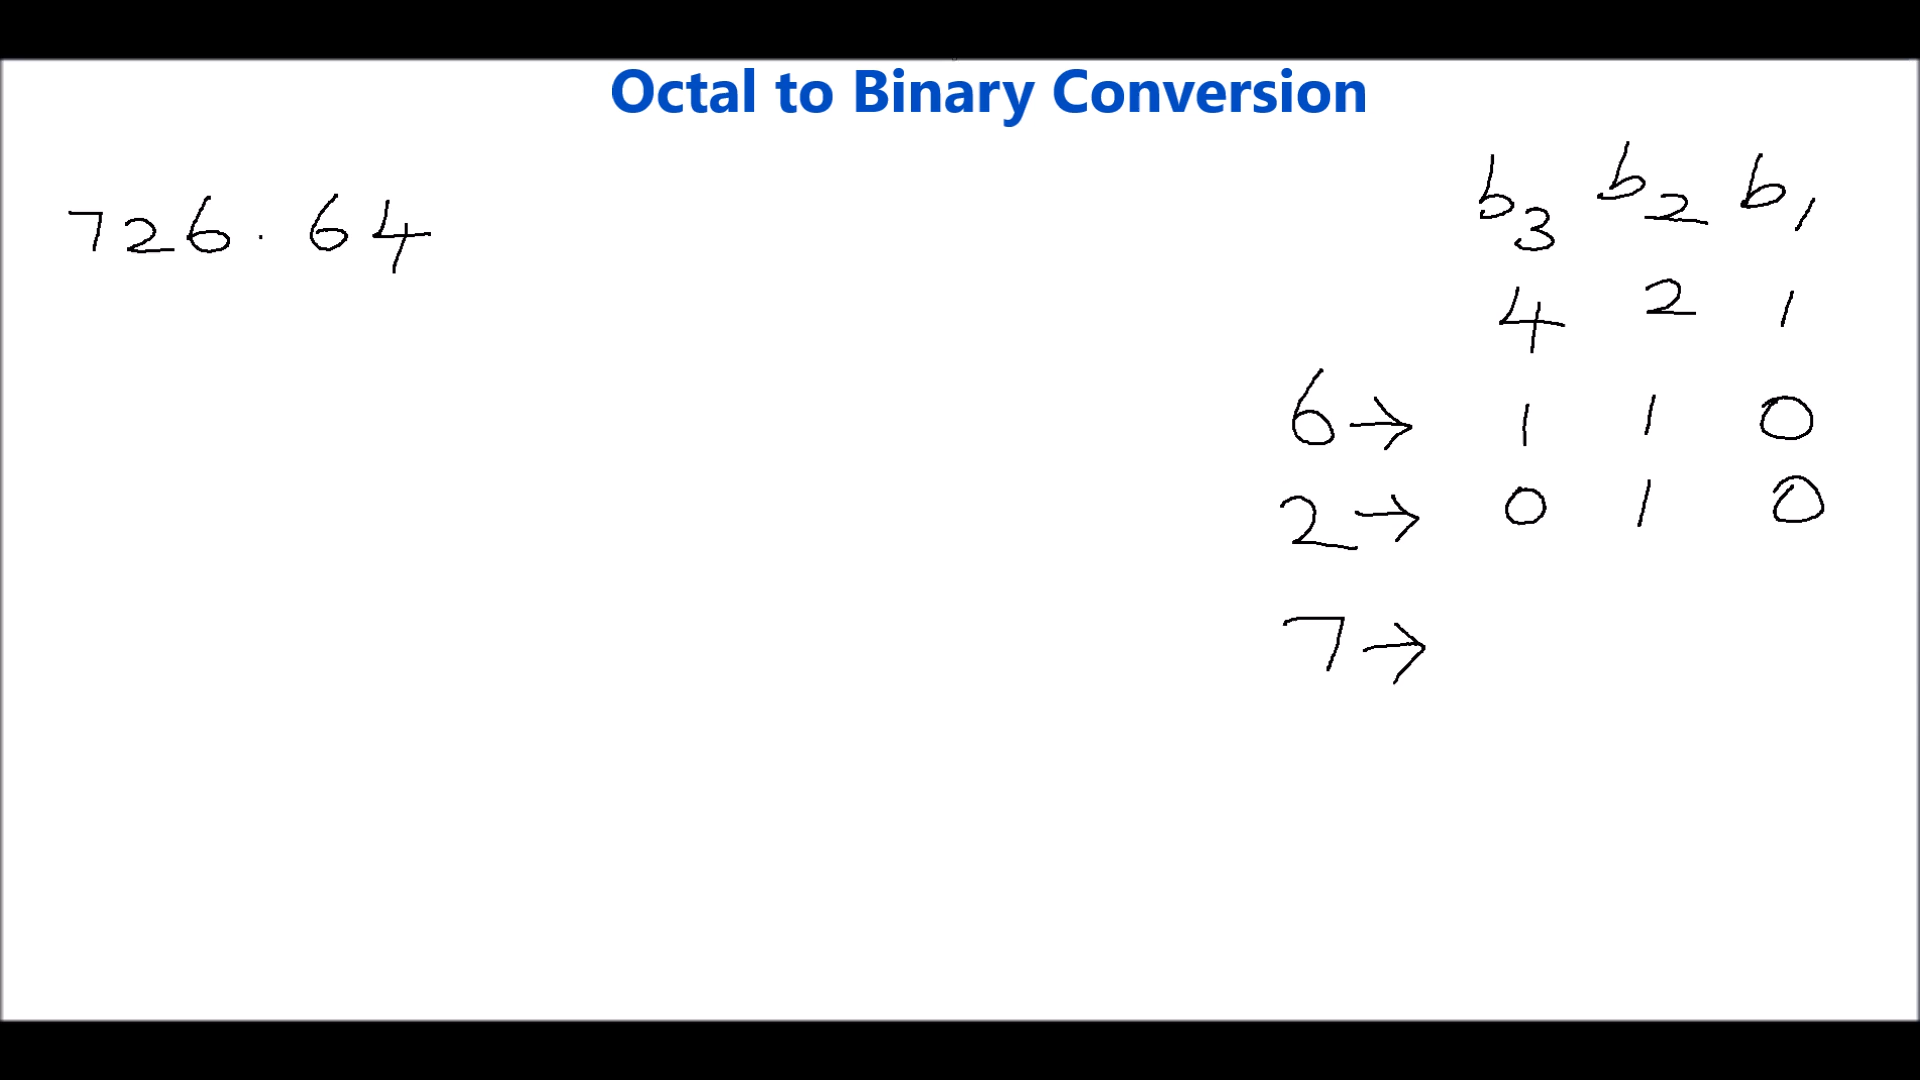 Octal to Binary Conversion
726.64
b3 b2 b1
4 2 1
6→ 1 1 0
2→ 0 1 0
7→